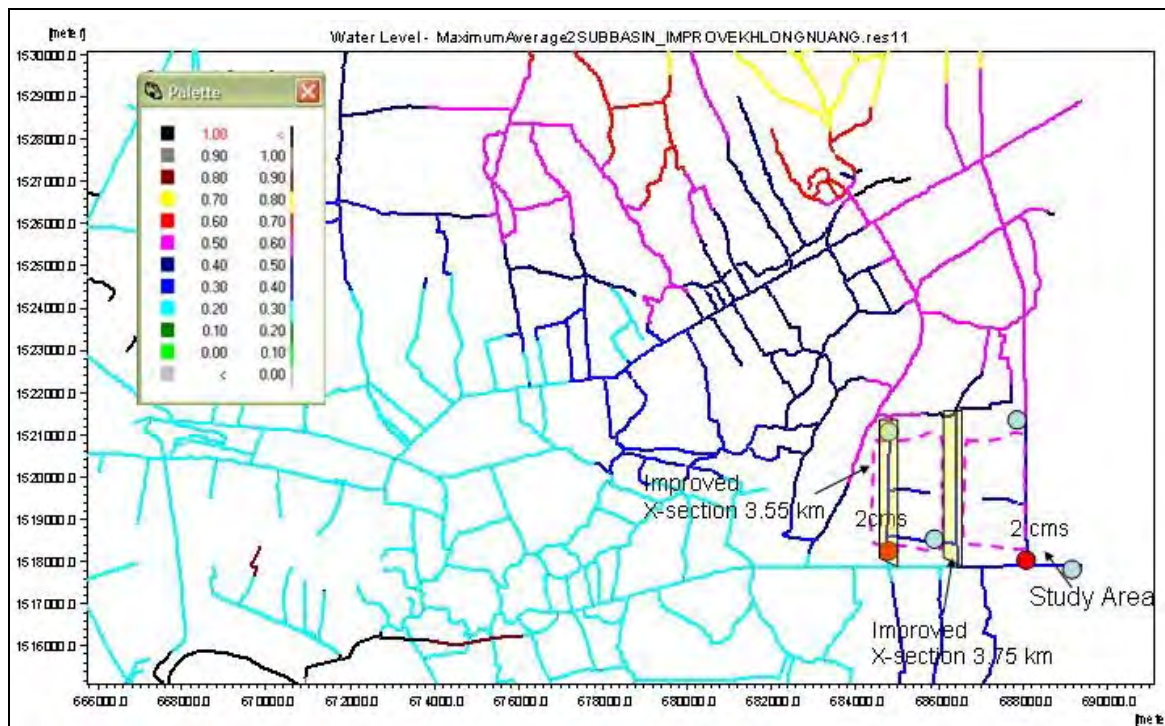 [meter]
Water Level - MaximumAverage2SUBBASIN_IMPROVEKHLONGNUANG.res11
1530000.0
1529000.0
1528000.0
1527000.0
1526000.0
1525000.0
1524000.0
1523000.0
1522000.0
1521000.0
1520000.0
1519000.0
1518000.0
1517000.0
1516000.0
Palette
1.00 <
0.90 1.00
0.80 0.90
0.70 0.80
0.60 0.70
0.50 0.60
0.40 0.50
0.30 0.40
0.20 0.30
0.10 0.20
0.00 0.10
< 0.00
Improved
X-section 3.55 km
2cms
2 cms
Study Area
Improved
X-section 3.75 km
666000.0 668000.0 670000.0 672000.0 674000.0 676000.0 678000.0 680000.0 682000.0 684000.0 686000.0 688000.0 690000.0
[meter]